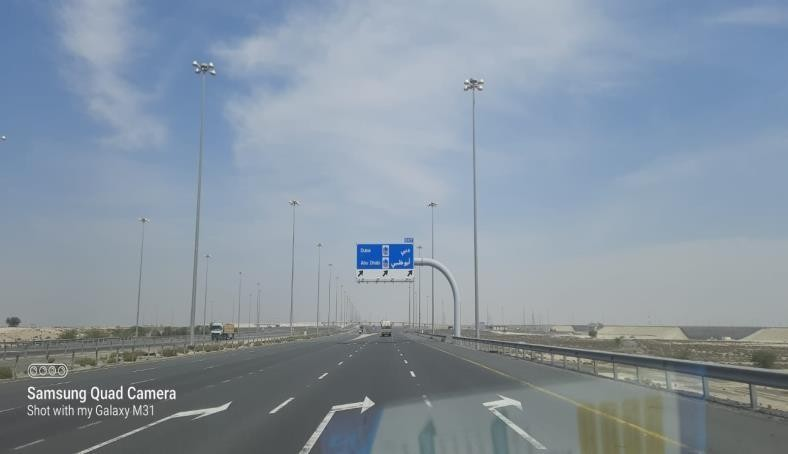 Dubai دبي
Abu Dhabi أبوظبي
Samsung Quad Camera
Shot with my Galaxy M31